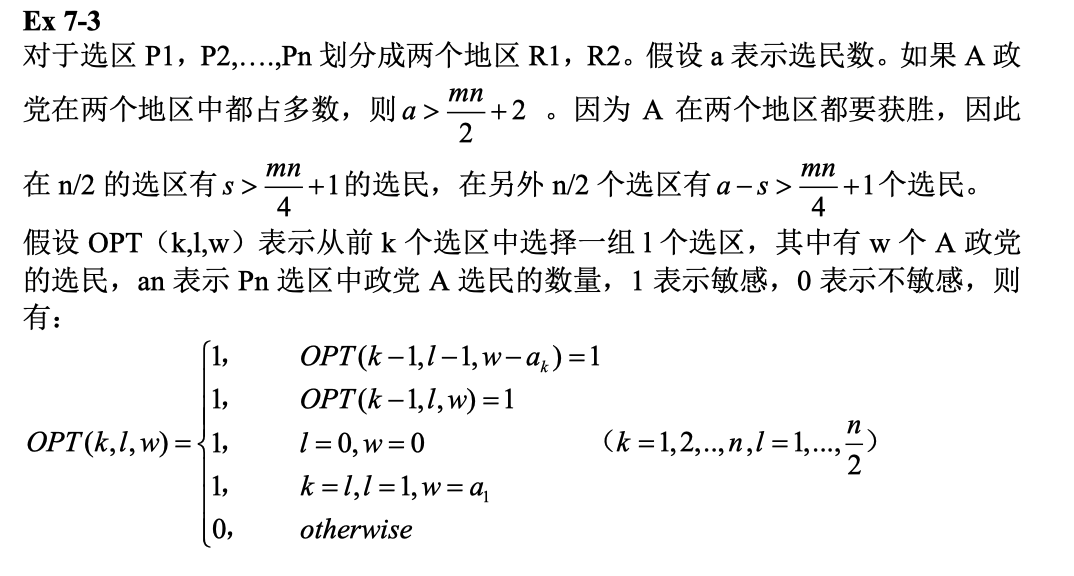 Ex 7-3
对于选区 P1，P2,….,Pn 划分成两个地区 R1，R2。假设 a 表示选民数。如果 A 政
党在两个地区中都占多数，则 a > mn/2 + 2 。因为 A 在两个地区都要获胜，因此
在 n/2 的选区有 s > mn/4 + 1 的选民，在另外 n/2 个选区有 a − s > mn/4 + 1 个选民。
假设 OPT（k,l,w）表示从前 k 个选区中选择一组 l 个选区，其中有 w 个 A 政党
的选民，an 表示 Pn 选区中政党 A 选民的数量，1 表示敏感，0 表示不敏感，则
有：
1， OPT(k−1,l−1,w−a_k)=1
1， OPT(k−1,l,w)=1
OPT(k,l,w)= { 1， l=0,w=0 （k=1,2,..,n,l=1,...,n/2）
1， k=l,l=1,w=a_1
0， otherwise